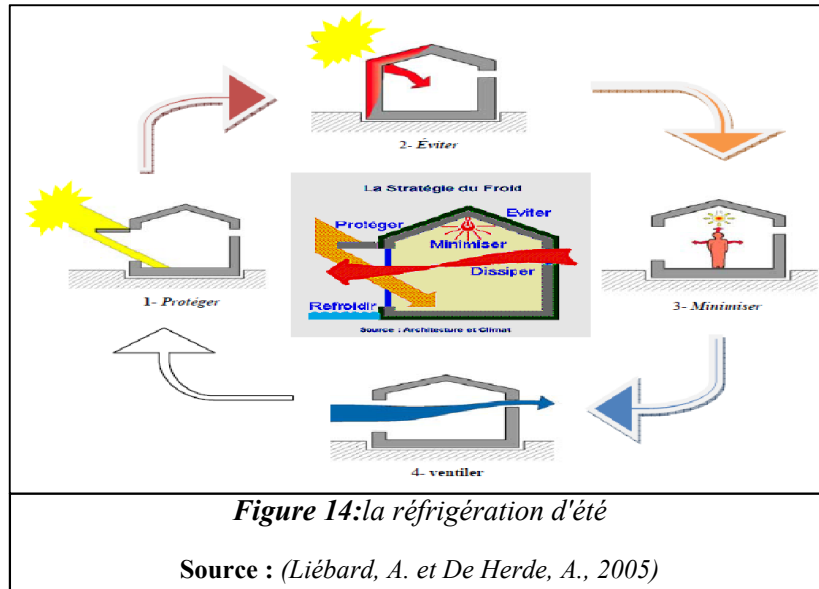 2- Éviter
La Stratégie du Froid
Eviter
Protéger
Minimiser
Dissiper
Refroidir
Source : Architecture et Climat
1- Protéger
3- Minimiser
4- ventiler
Figure 14:la réfrigération d'été
Source : (Liébard, A. et De Herde, A., 2005)